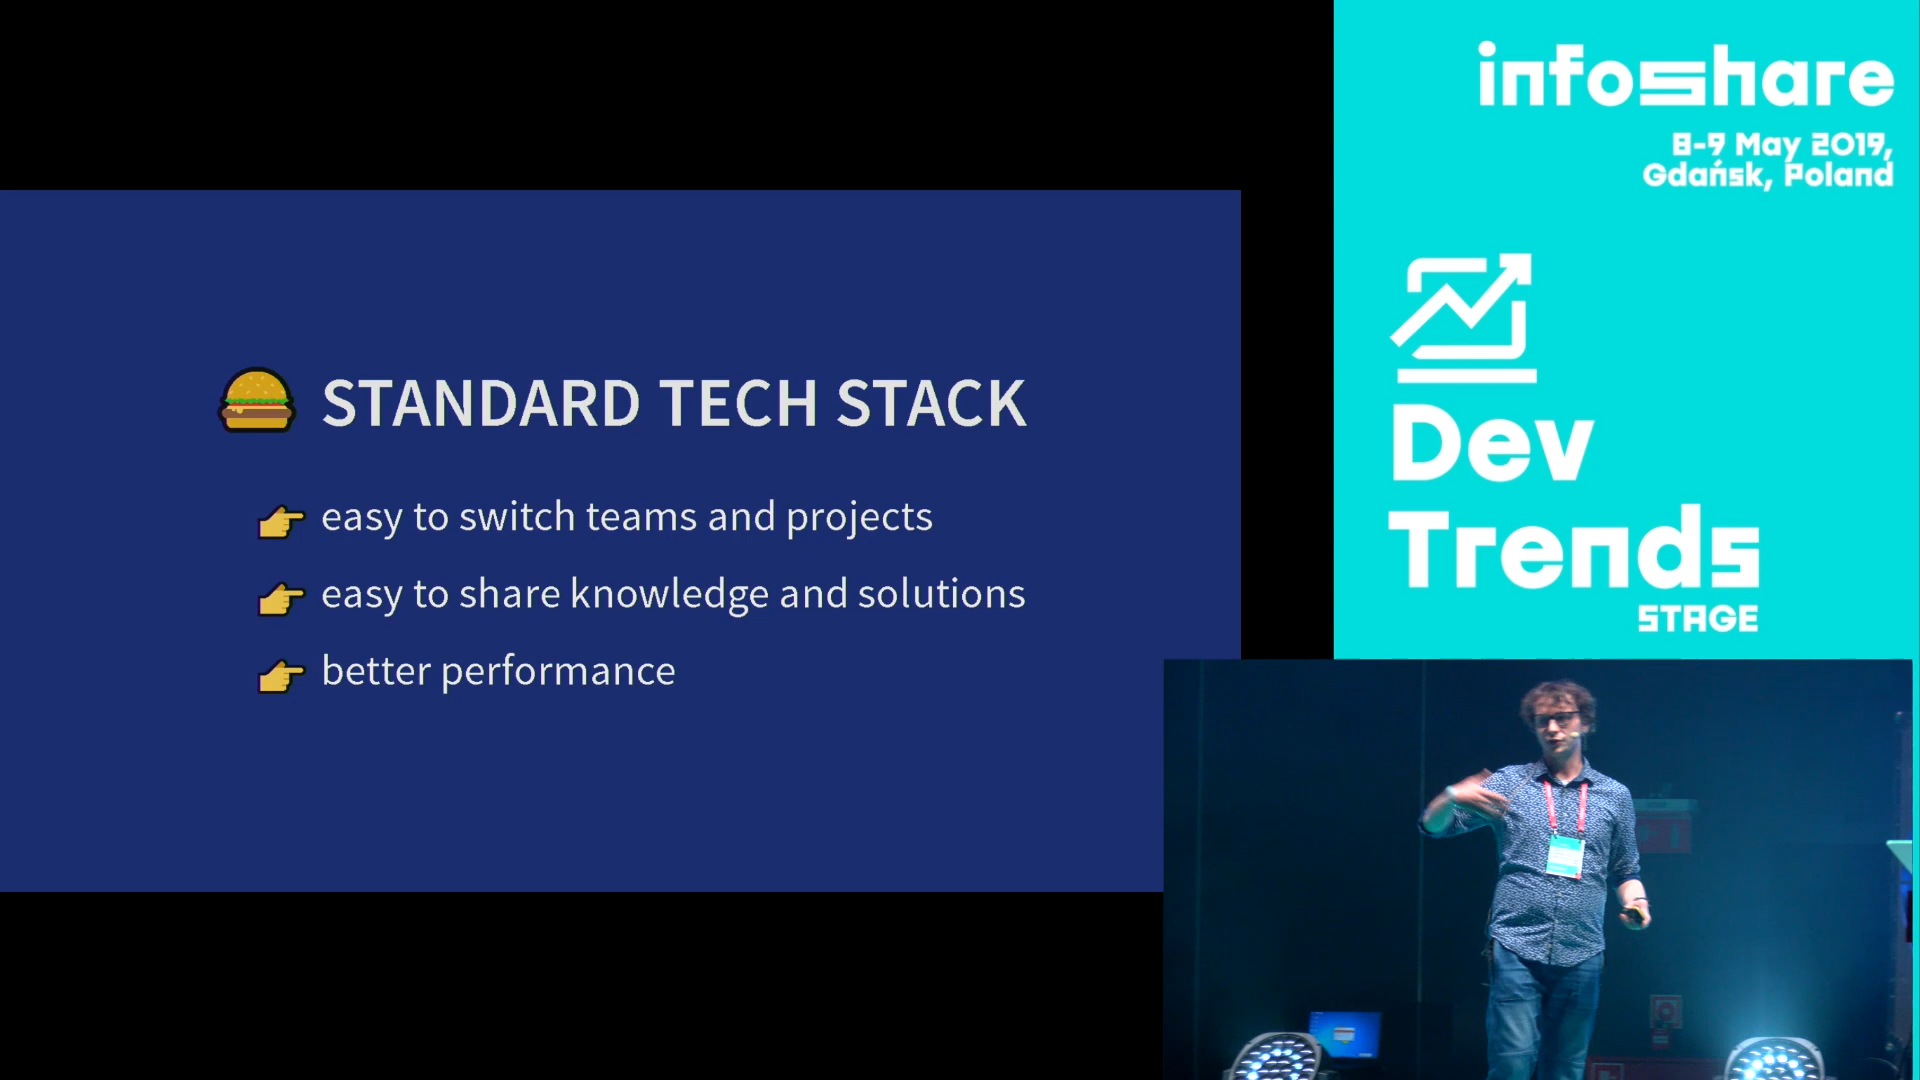 STANDARD TECH STACK
easy to switch teams and projects
easy to share knowledge and solutions
better performance
infoshare
8-9 May 2019,
Gdańsk, Poland
Dev
Trends
STAGE